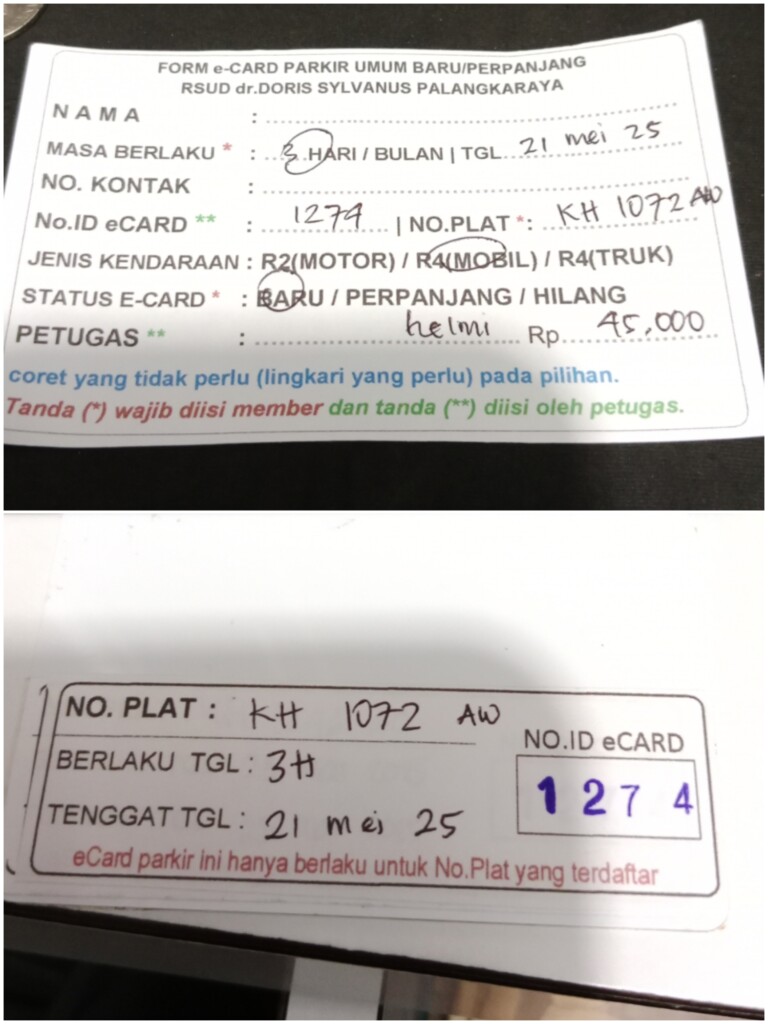 FORM e-CARD PARKIR UMUM BARU/PERPANJANG
RSUD dr.DORIS SYLVANUS PALANGKARAYA
NAMA :
MASA BERLAKU * : 3 HARI / BULAN | TGL 21 mei 25
NO. KONTAK :
No.ID eCARD ** : 1274 | NO.PLAT *: KH 1072 AW
JENIS KENDARAAN : R2(MOTOR) / R4(MOBIL) / R4(TRUK)
STATUS E-CARD * : BARU / PERPANJANG / HILANG
PETUGAS ** : helmi Rp. 45.000
coret yang tidak perlu (lingkari yang perlu) pada pilihan.
Tanda (*) wajib diisi member dan tanda (**) diisi oleh petugas.
NO. PLAT : KH 1072 AW
NO.ID eCARD
BERLAKU TGL : 3H
1274
TENGGAT TGL : 21 mei 25
eCard parkir ini hanya berlaku untuk No.Plat yang terdaftar